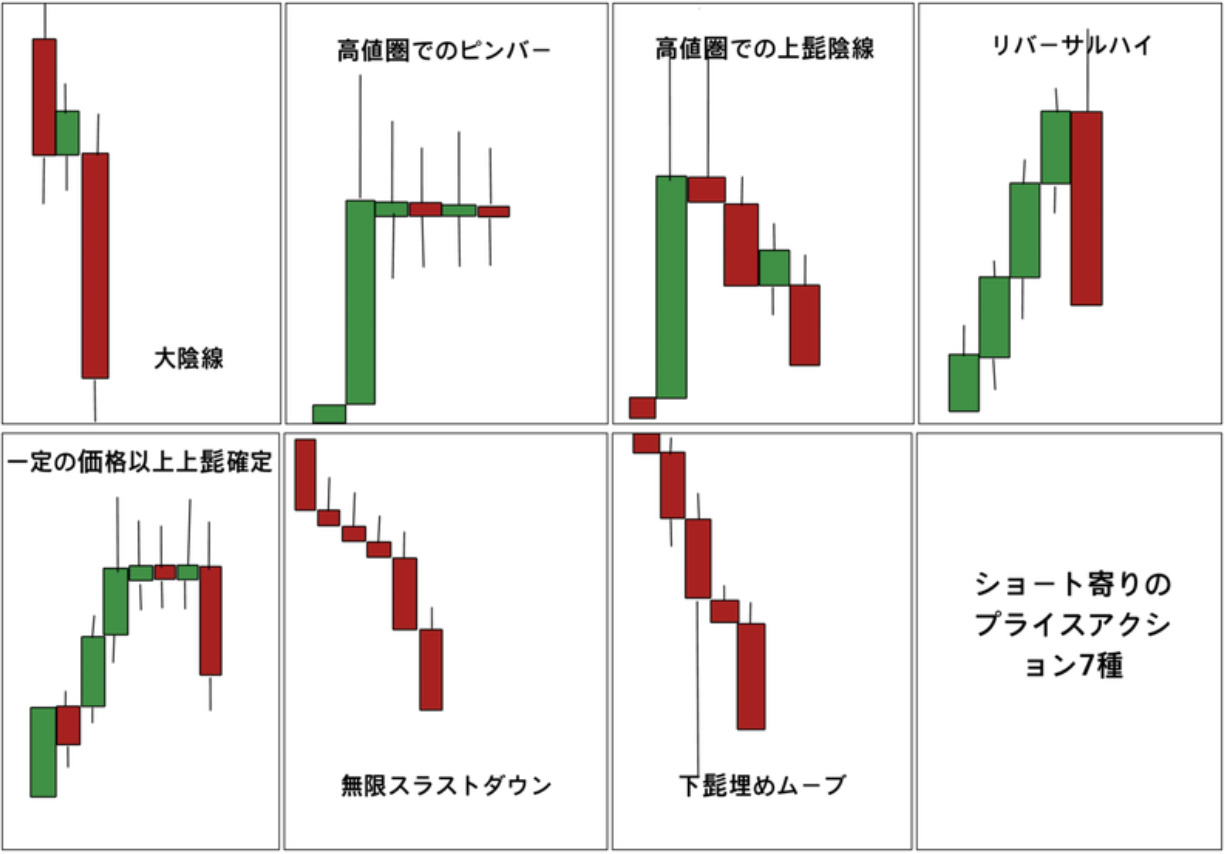 高値圏でのピンバー
高値圏での上髭陰線
リバーサルハイ
大陰線
一定の価格以上上髭確定
無限スラストダウン
下髭埋めムーブ
ショート寄りの
プライスアクシ
ョン7種